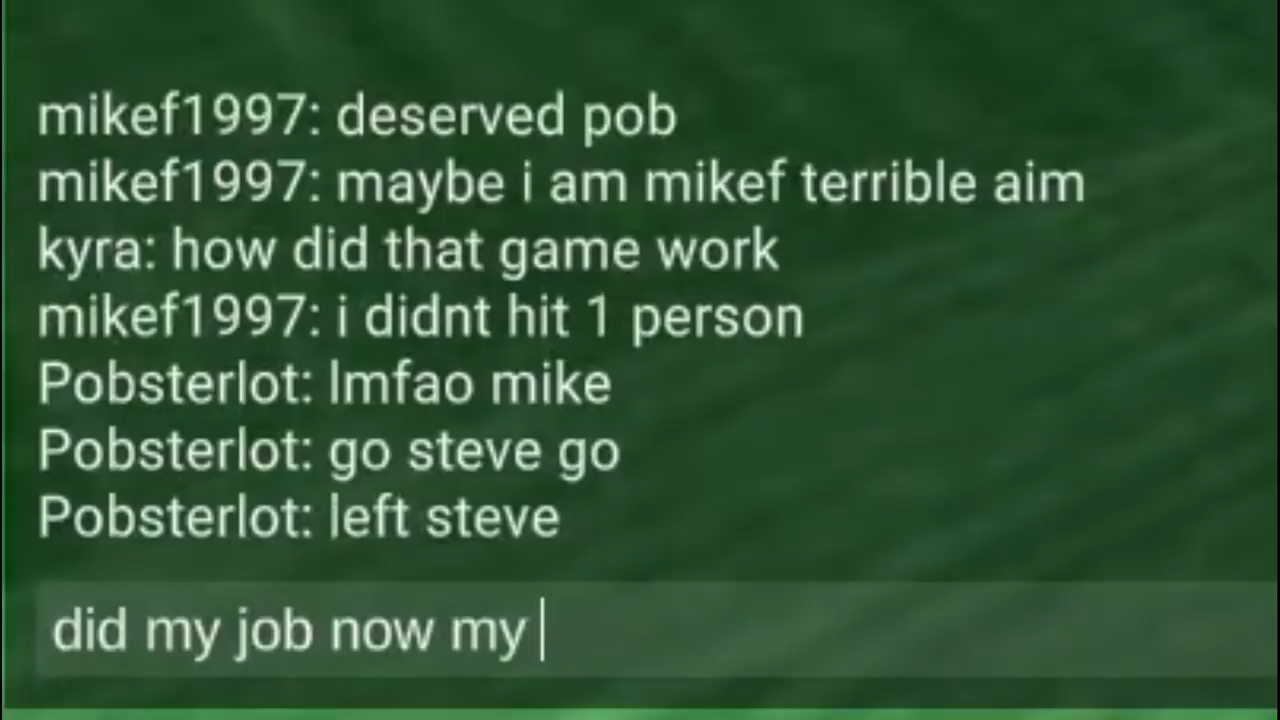 mikef1997: deserved pob
mikef1997: maybe i am mikef terrible aim
kyra: how did that game work
mikef1997: i didnt hit 1 person
Pobsterlot: lmfao mike
Pobsterlot: go steve go
Pobsterlot: left steve
did my job now my